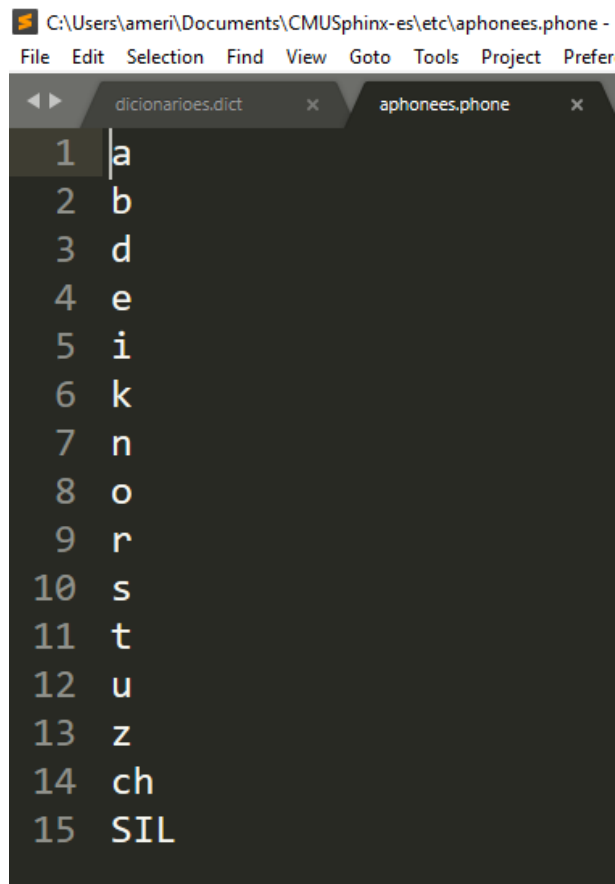 C:\Users\ameri\Documents\CMUSphinx-es\etc\aphonees.phone -
File Edit Selection Find View Goto Tools Project Prefer
dicionarioes.dict × aphonees.phone ×
1 a
2 b
3 d
4 e
5 i
6 k
7 n
8 o
9 r
10 s
11 t
12 u
13 z
14 ch
15 SIL